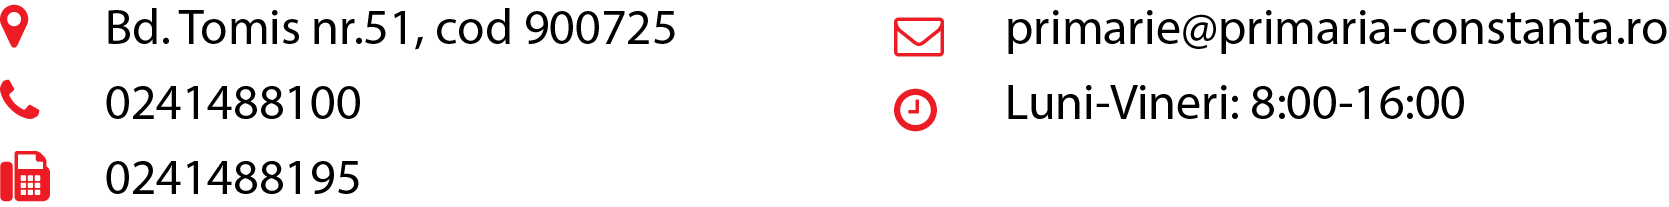 Bd. Tomis nr.51, cod 900725
0241488100
0241488195
primarie@primaria-constanta.ro
Luni-Vineri: 8:00-16:00